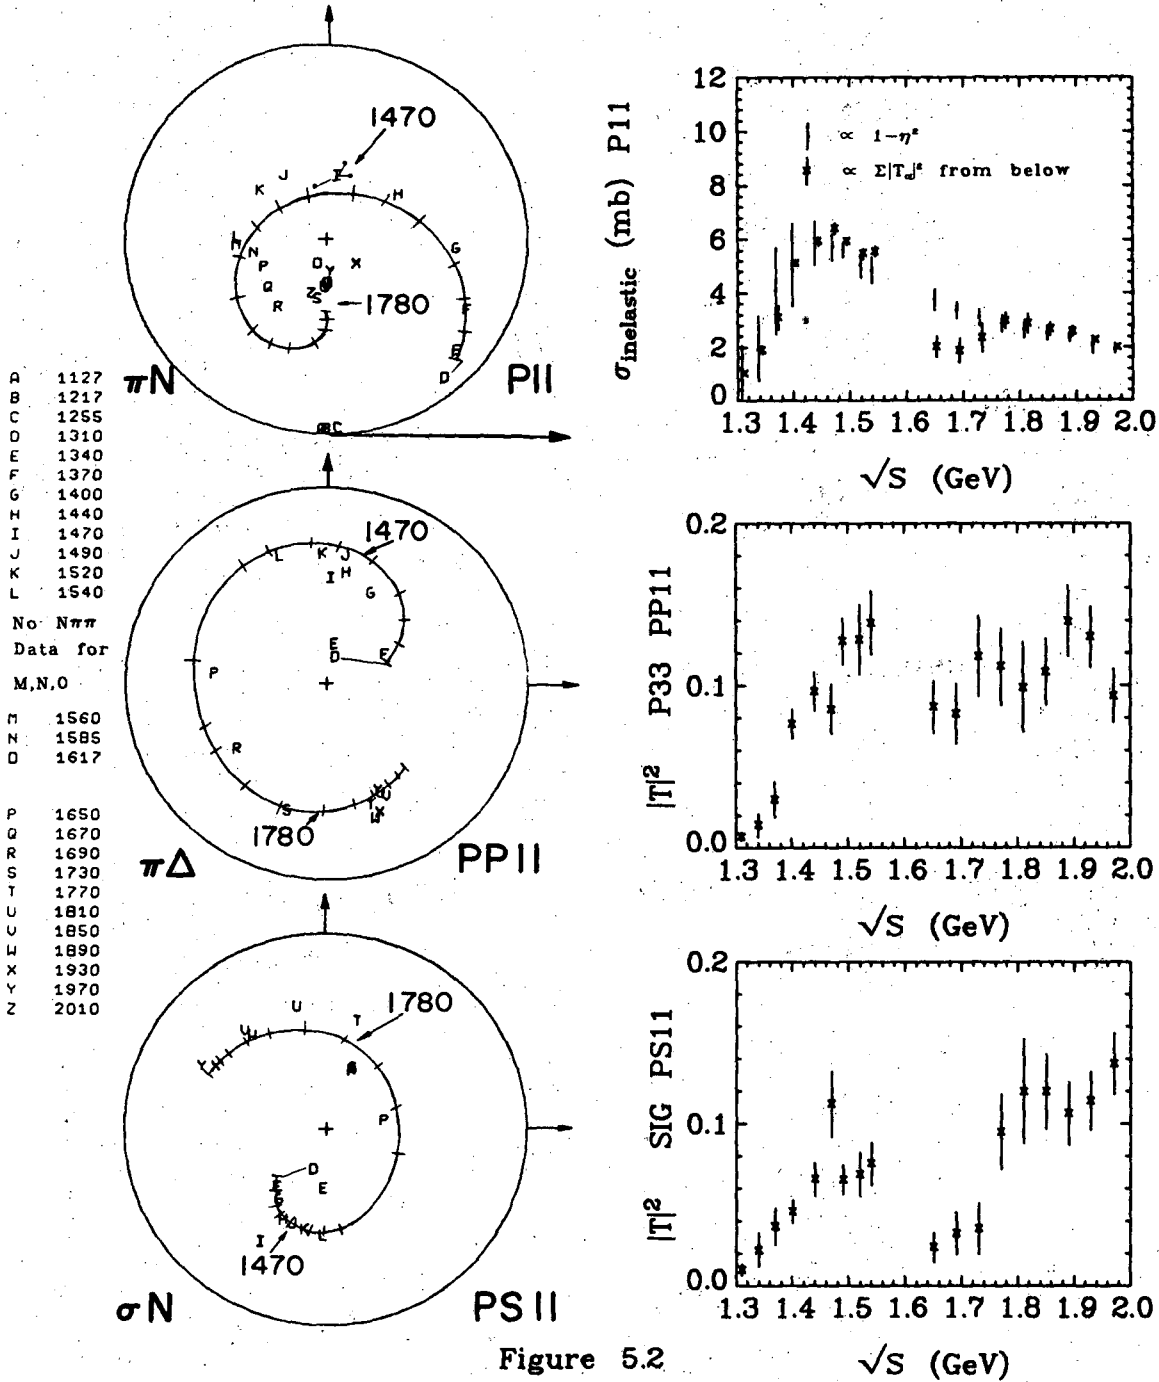 1470
1780
πN
P11
A 1127
B 1217
C 1255
D 1310
E 1340
F 1370
G 1400
H 1440
I 1470
J 1490
K 1520
L 1540
No Nππ
Data for
M,N,O
M 1560
N 1585
O 1617
P 1650
Q 1670
R 1690
S 1730
T 1770
U 1810
V 1850
W 1890
X 1930
Y 1970
Z 2010
1470
1780
πΔ
PP11
1780
1470
σN
PS11
σinelastic (mb) P11
12
10
8
6
4
2
0
∝ 1-η²
from below
1.3 1.4 1.5 1.6 1.7 1.8 1.9 2.0
√S (GeV)
|T|² P33 PP11
0.2
0.1
0.0
1.3 1.4 1.5 1.6 1.7 1.8 1.9 2.0
√S (GeV)
|T|² SIG PS11
0.2
0.1
0.0
1.3 1.4 1.5 1.6 1.7 1.8 1.9 2.0
√S (GeV)
Figure 5.2